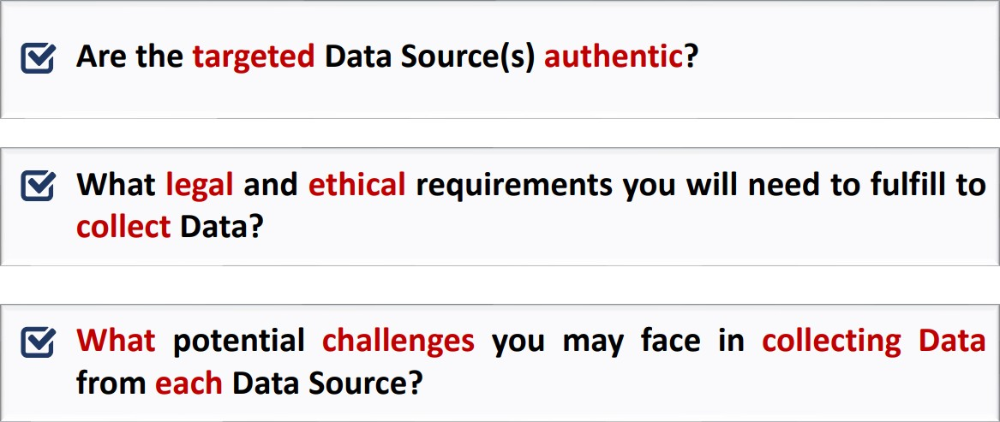 Are the targeted Data Source(s) authentic?
What legal and ethical requirements you will need to fulfill to
collect Data?
What potential challenges you may face in collecting Data
from each Data Source?